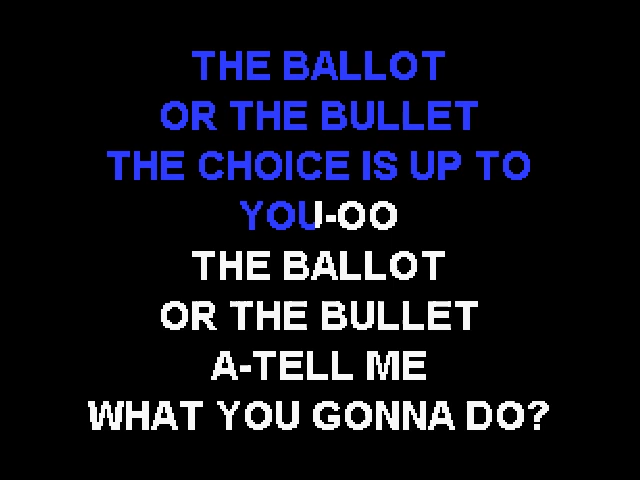 THE BALLOT
OR THE BULLET
THE CHOICE IS UP TO
YOU-OO
THE BALLOT
OR THE BULLET
A-TELL ME
WHAT YOU GONNA DO?